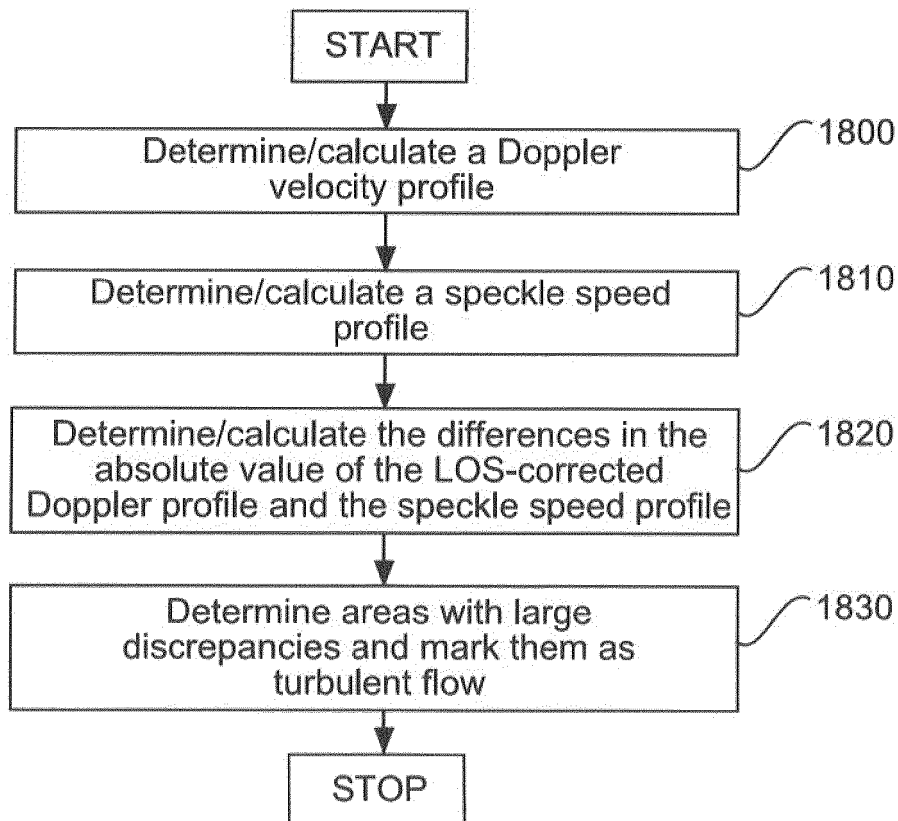 START
Determine/calculate a Doppler
velocity profile
1800
Determine/calculate a speckle speed
profile
1810
Determine/calculate the differences in the
absolute value of the LOS-corrected
Doppler profile and the speckle speed profile
1820
Determine areas with large
discrepancies and mark them as
turbulent flow
1830
STOP